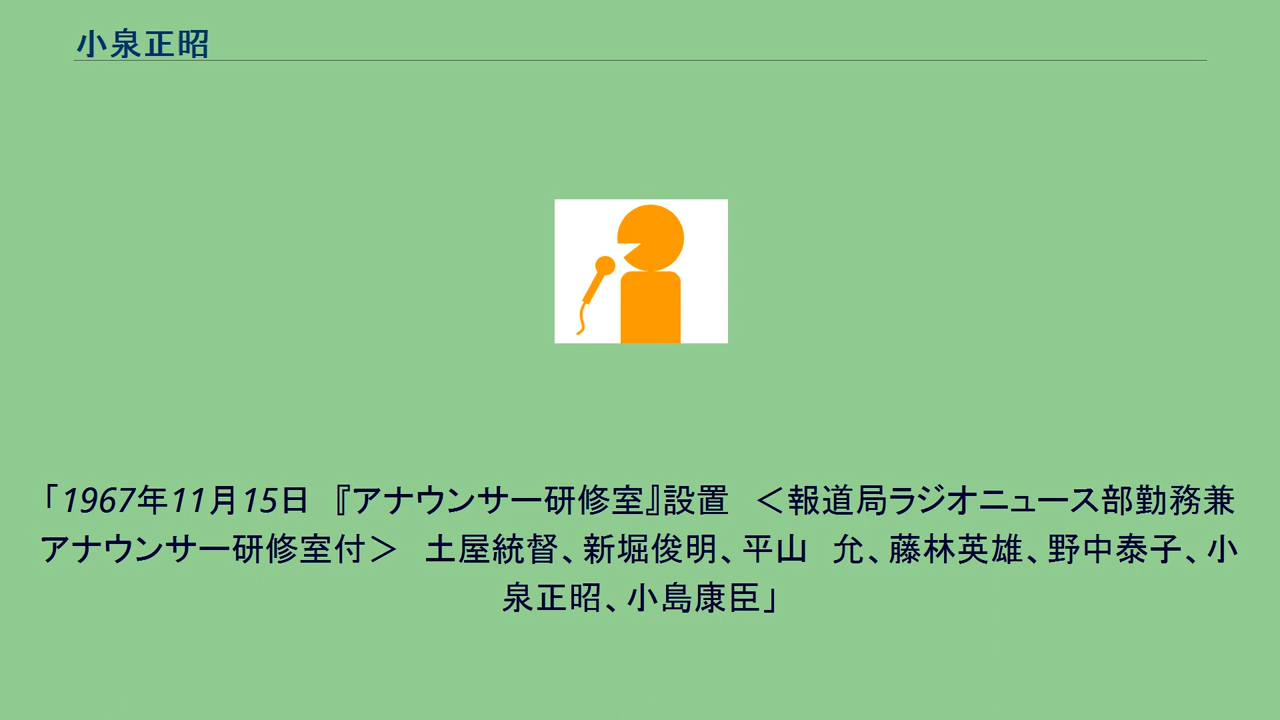 小泉正昭
「1967年11月15日　『アナウンサー研修室』設置　＜報道局ラジオニュース部勤務兼
アナウンサー研修室付＞　土屋統督、新堀俊明、平山　允、藤林英雄、野中泰子、小
泉正昭、小島康臣」